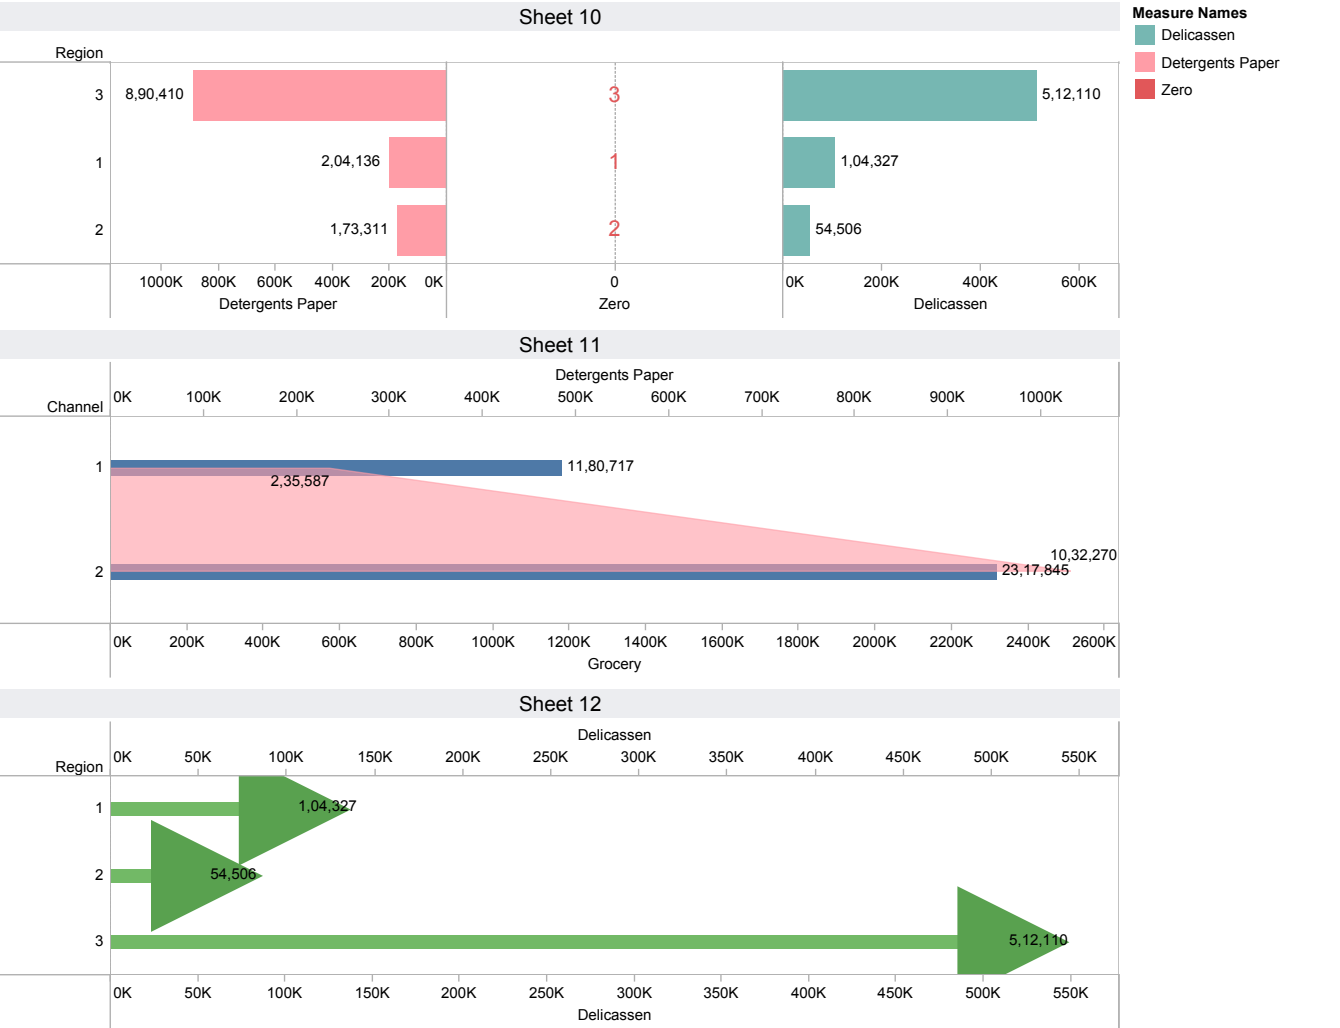 Sheet 10
Measure Names
Delicassen
Detergents Paper
Zero
Region
3 8,90,410 3 5,12,110
1 2,04,136 1 1,04,327
2 1,73,311 2 54,506
1000K 800K 600K 400K 200K 0K 0 0K 200K 400K 600K
Detergents Paper Zero Delicassen
Sheet 11
Detergents Paper
Channel 0K 100K 200K 300K 400K 500K 600K 700K 800K 900K 1000K
1 11,80,717
2,35,587
10,32,270
2 23,17,845
0K 200K 400K 600K 800K 1000K 1200K 1400K 1600K 1800K 2000K 2200K 2400K 2600K
Grocery
Sheet 12
Delicassen
Region 0K 50K 100K 150K 200K 250K 300K 350K 400K 450K 500K 550K
1 1,04,327
2 54,506
3 5,12,110
0K 50K 100K 150K 200K 250K 300K 350K 400K 450K 500K 550K
Delicassen